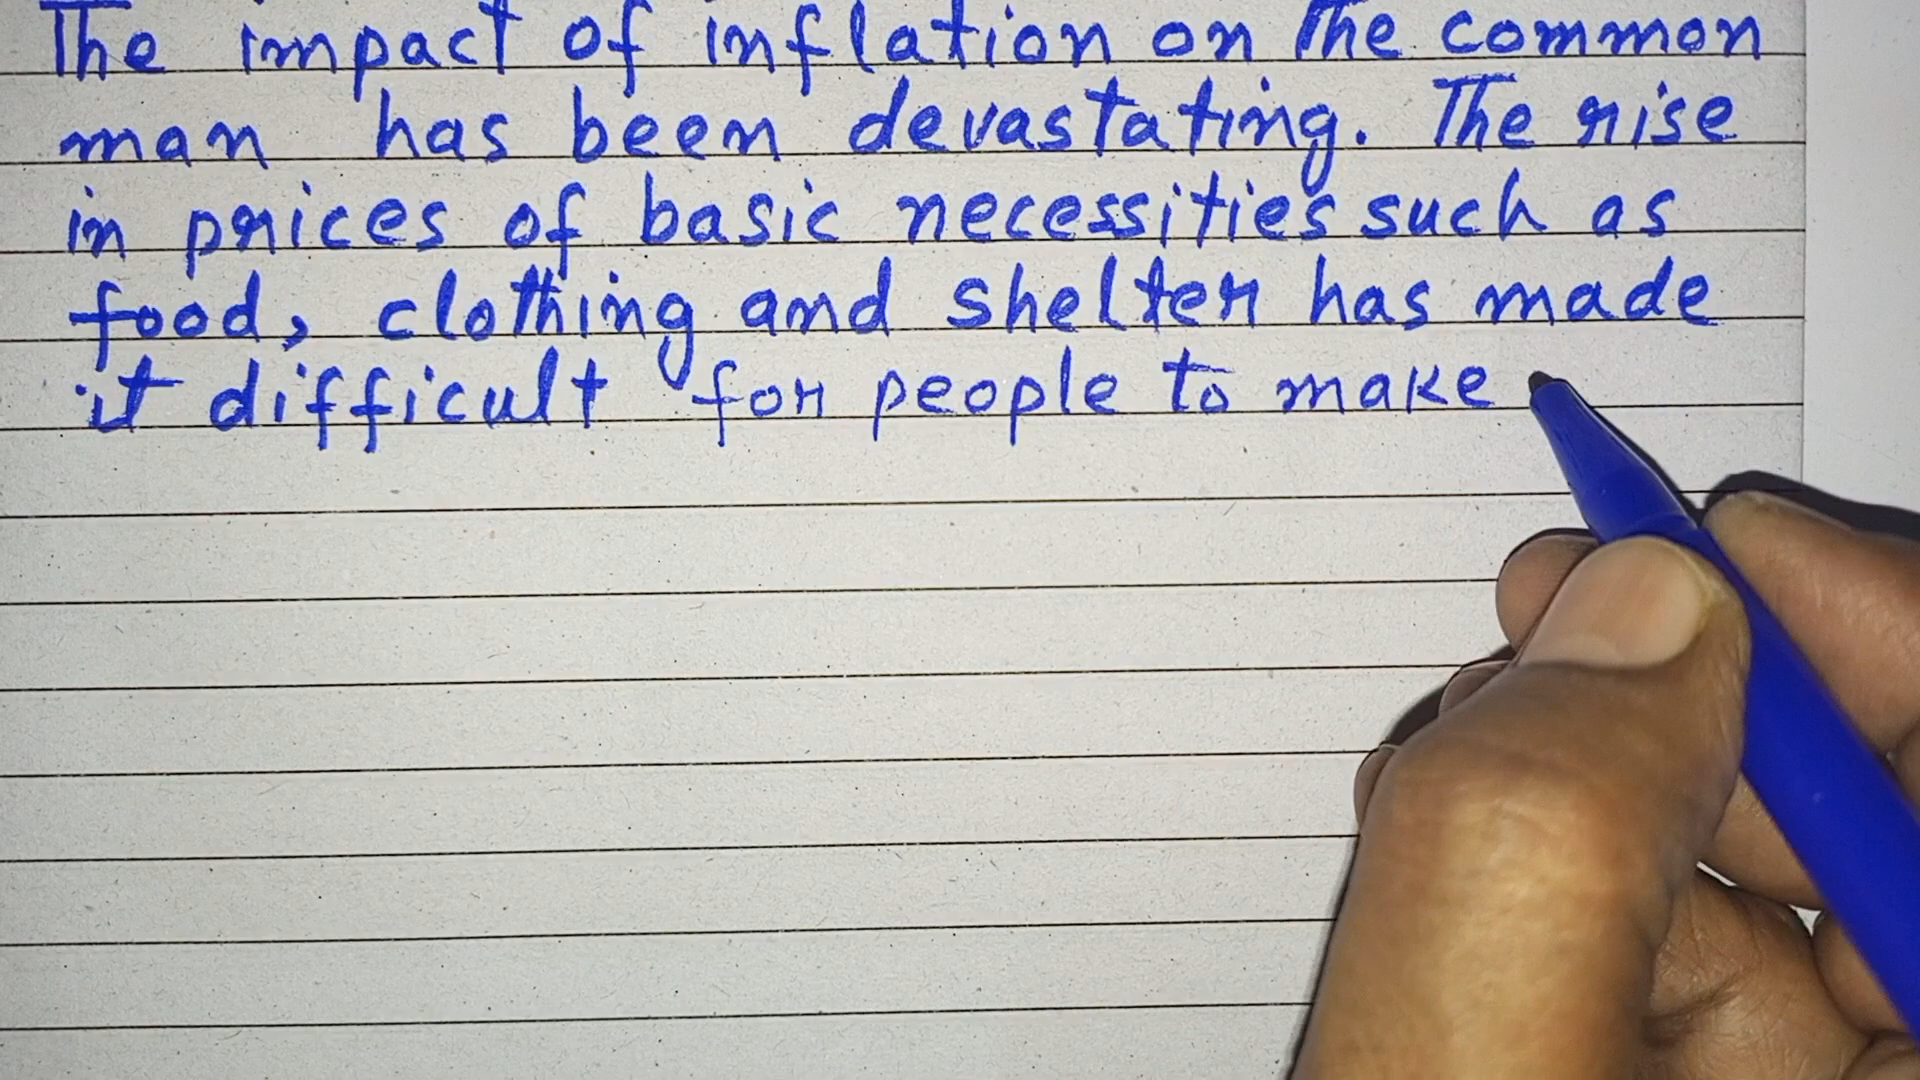 The impact of inflation on the common
man has been devastating. The rise
in prices of basic necessities such as
food, clothing and shelter has made
it difficult for people to make